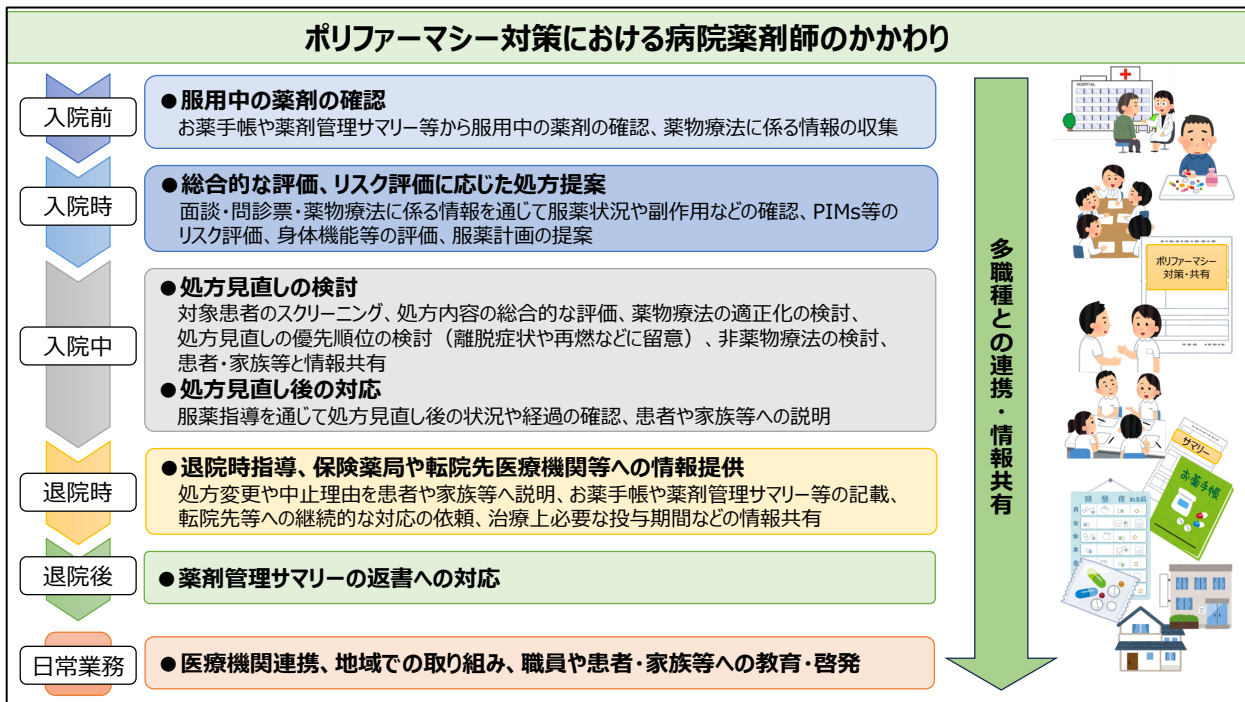 ポリファーマシー対策における病院薬剤師のかかわり
入院前
●服用中の薬剤の確認
お薬手帳や薬剤管理サマリー等から服用中の薬剤の確認、薬物療法に係る情報の収集
入院時
●総合的な評価、リスク評価に応じた処方提案
面談・問診票・薬物療法に係る情報を通じて服薬状況や副作用などの確認、PIMs等の
リスク評価、身体機能等の評価、服薬計画の提案
入院中
●処方見直しの検討
対象患者のスクリーニング、処方内容の総合的な評価、薬物療法の適正化の検討、
処方見直しの優先順位の検討（離脱症状や再燃などに留意）、非薬物療法の検討、
患者・家族等と情報共有
●処方見直し後の対応
服薬指導を通じて処方見直し後の状況や経過の確認、患者や家族等への説明
退院時
●退院時指導、保険薬局や転院先医療機関等への情報提供
処方変更や中止理由を患者や家族等へ説明、お薬手帳や薬剤管理サマリー等の記載、
転院先等への継続的な対応の依頼、治療上必要な投与期間などの情報共有
退院後
●薬剤管理サマリーの返書への対応
日常業務
●医療機関連携、地域での取り組み、職員や患者・家族等への教育・啓発
多職種との連携・情報共有
HOSPITAL
ポリファーマシー
対策・共有
サマリー
お薬手帳
朝 昼 夜 ねる前
月
火
水
木
金